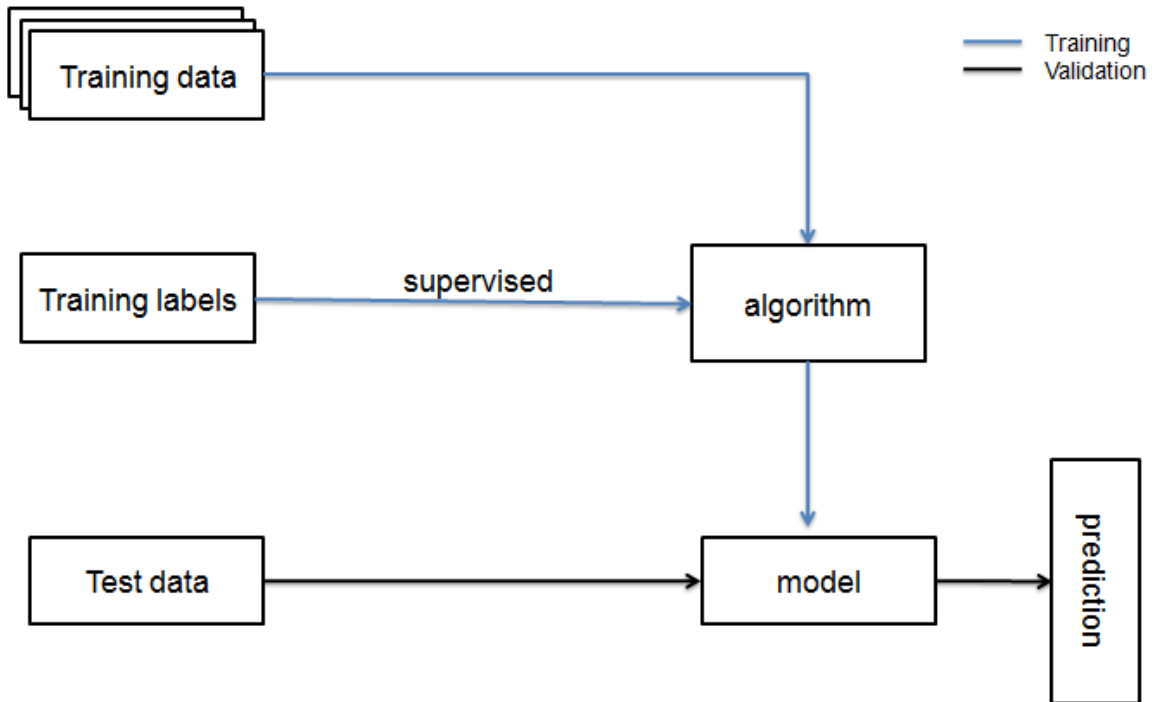 Training data
Training
Validation
Training labels
supervised
algorithm
Test data
model
prediction